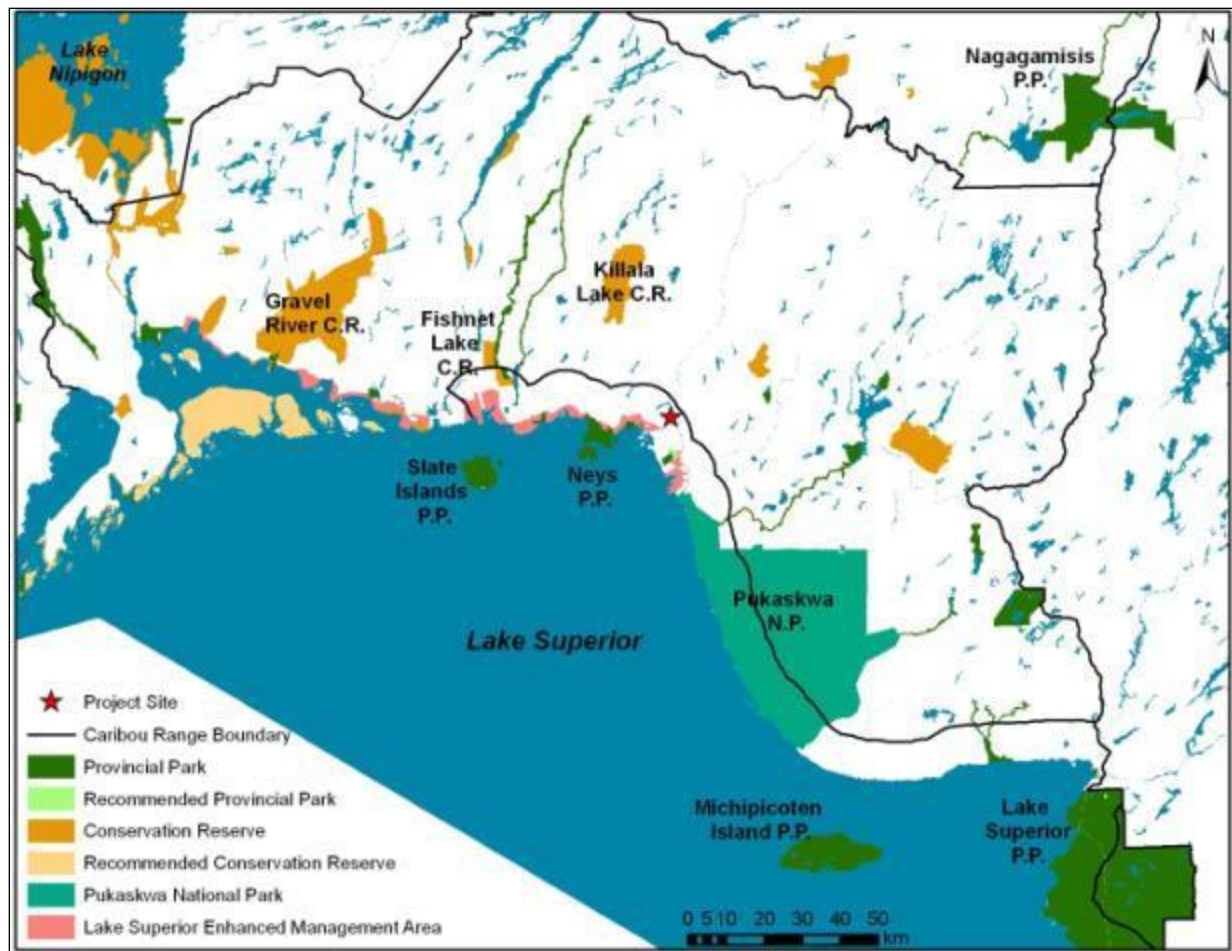 Lake
Nipigon
Nagagamisis
P.P.
N
Killala
Lake C.R.
Gravel
River C.R.
Fishnet
Lake
C.R.
Slate
Islands
P.P.
Neys
P.P.
Pukaskwa
N.P.
Lake Superior
Michipicoten
Island P.P.
Lake
Superior
P.P.
Project Site
Caribou Range Boundary
Provincial Park
Recommended Provincial Park
Conservation Reserve
Recommended Conservation Reserve
Pukaskwa National Park
Lake Superior Enhanced Management Area
0 5 10 20 30 40 50
km